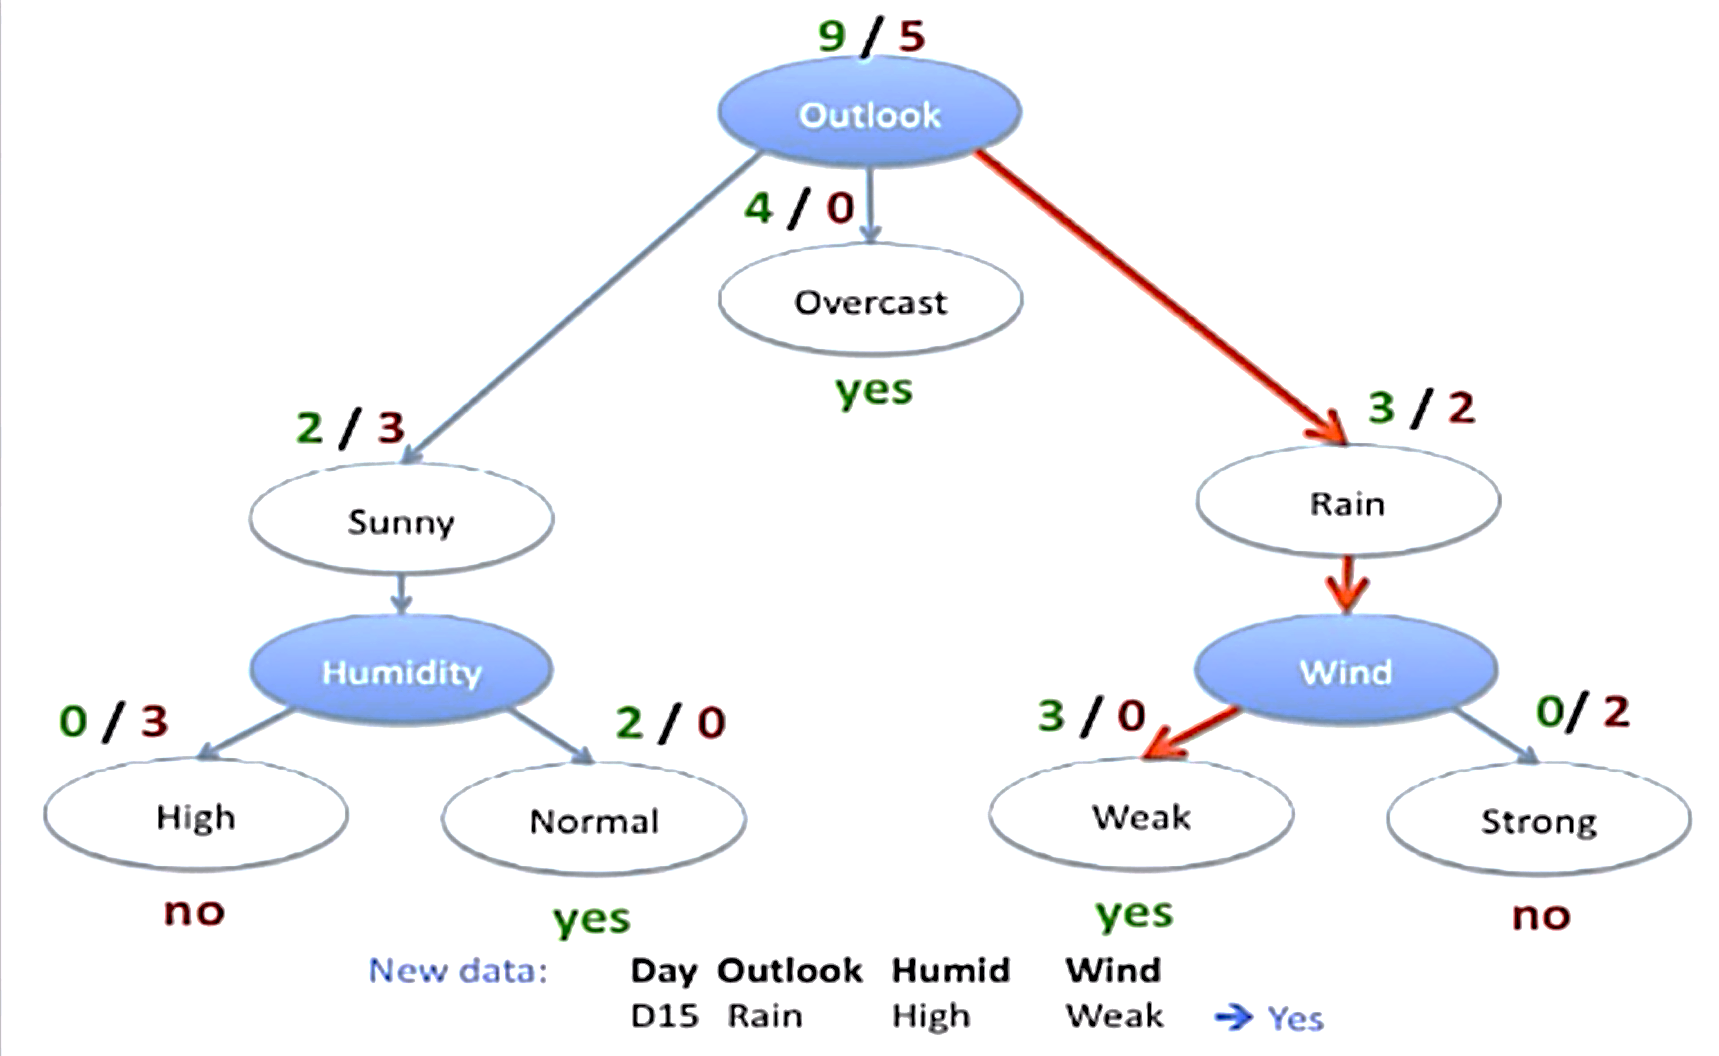 9 / 5
Outlook
4 / 0
Overcast
yes
2 / 3
3 / 2
Sunny
Rain
Humidity
Wind
0 / 3
2 / 0
3 / 0
0/ 2
High
Normal
Weak
Strong
no
yes
yes
no
New data: Day Outlook Humid Wind
D15 Rain High Weak → Yes